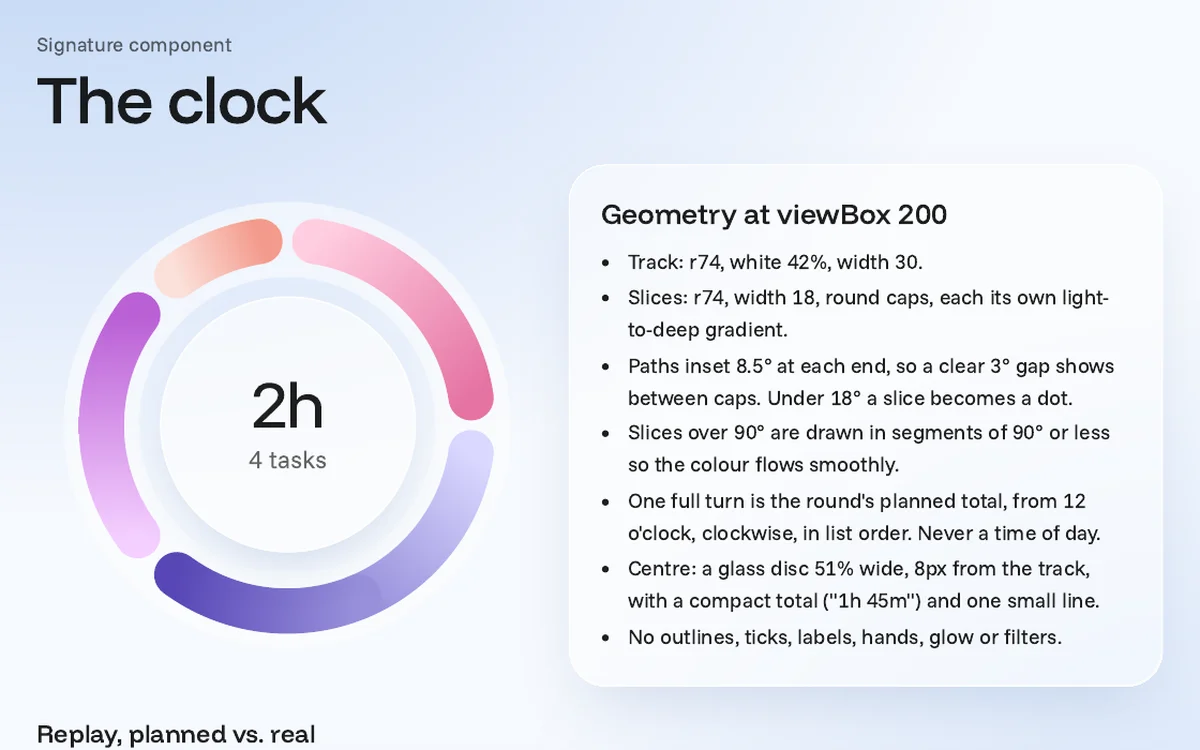 Signature component
The clock
2h
4 tasks
Geometry at viewBox 200
• Track: r74, white 42%, width 30.
• Slices: r74, width 18, round caps, each its own light-
to-deep gradient.
• Paths inset 8.5° at each end, so a clear 3° gap shows
between caps. Under 18° a slice becomes a dot.
• Slices over 90° are drawn in segments of 90° or less
so the colour flows smoothly.
• One full turn is the round's planned total, from 12
o'clock, clockwise, in list order. Never a time of day.
• Centre: a glass disc 51% wide, 8px from the track,
with a compact total ("1h 45m") and one small line.
• No outlines, ticks, labels, hands, glow or filters.
Replay, planned vs. real